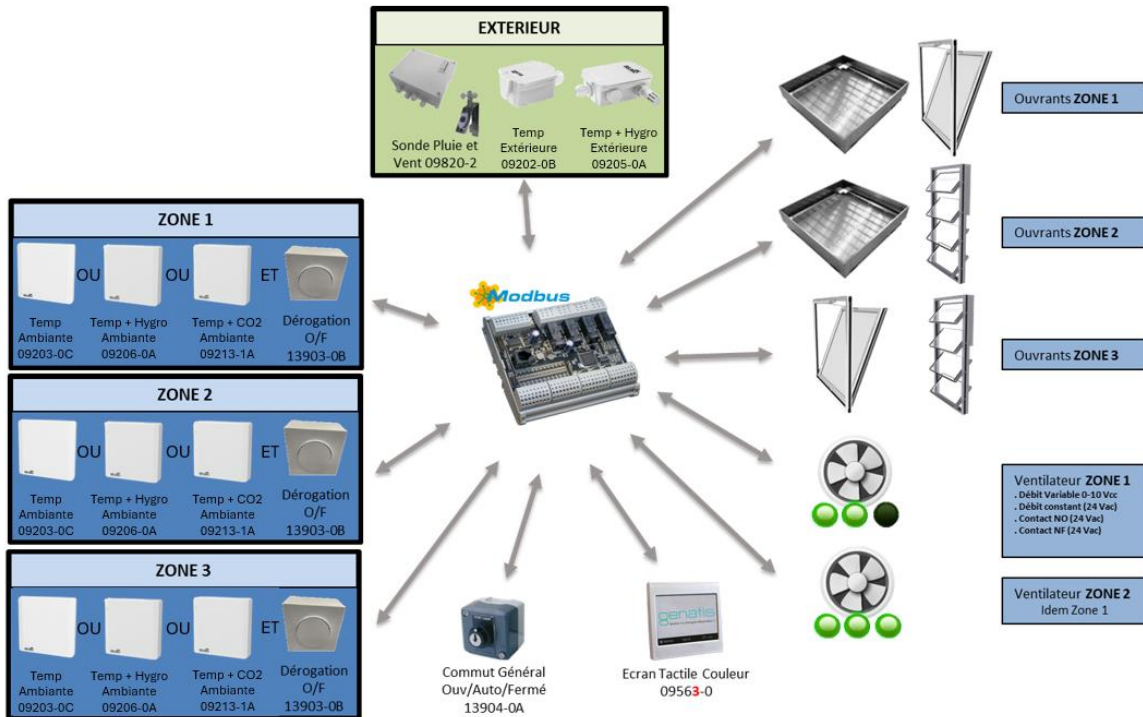 EXTERIEUR
Sonde Pluie et
Vent 09820-2
Temp
Extérieure
09202-0B
Temp + Hygro
Extérieure
09205-0A
ZONE 1
OU
OU
ET
Temp
Ambiante
09203-0C
Temp + Hygro
Ambiante
09206-0A
Temp + CO2
Ambiante
09213-1A
Dérogation
O/F
13903-0B
ZONE 2
OU
OU
ET
Temp
Ambiante
09203-0C
Temp + Hygro
Ambiante
09206-0A
Temp + CO2
Ambiante
09213-1A
Dérogation
O/F
13903-0B
ZONE 3
OU
OU
ET
Temp
Ambiante
09203-0C
Temp + Hygro
Ambiante
09206-0A
Temp + CO2
Ambiante
09213-1A
Dérogation
O/F
13903-0B
Modbus
Commut Général
Ouv/Auto/Fermé
13904-0A
genatis
Ecran Tactile Couleur
09563-0
Ouvrants ZONE 1
Ouvrants ZONE 2
Ouvrants ZONE 3
Ventilateur ZONE 1
. Débit Variable 0-10 Vcc
. Débit constant (24 Vac)
. Contact NO (24 Vac)
. Contact NF (24 Vac)
Ventilateur ZONE 2
Idem Zone 1